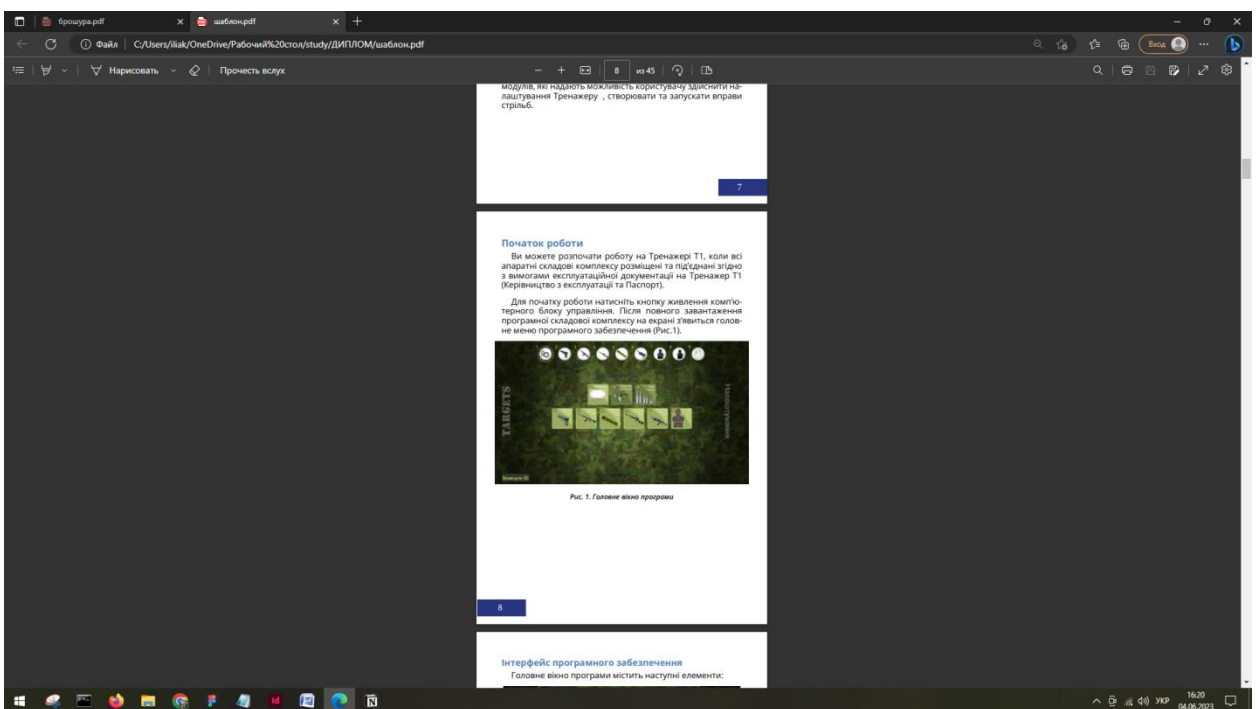 брошура.pdf
шаблон.pdf
Файл C:/Users/iliak/OneDrive/Рабочий%20стол/study/ДИПЛОМ/шаблон.pdf
Вход
Нарисовать Прочесть вслух 8 из 45
модулів, які надають можливість користувачу здійснити на-
лаштування Тренажеру , створювати та запускати вправи
стрільб.
7
Початок роботи
Ви можете розпочати роботу на Тренажері Т1, коли всі
апаратні складові комплексу розміщені та під'єднані згідно
з вимогами експлуатаційної документації на Тренажер Т1
(Керівництво з експлуатації та Паспорт).
Для початку роботи натисніть кнопку живлення комп'ю-
терного блоку управління. Після повного завантаження
програмної складової комплексу на екрані з'явиться голов-
не меню програмного забезпечення (Рис.1).
TARGETS
Налаштування
Рис. 1. Головне вікно програми
8
Інтерфейс програмного забезпечення
Головне вікно програми містить наступні елементи:
УКР
16:20
04.06.2023